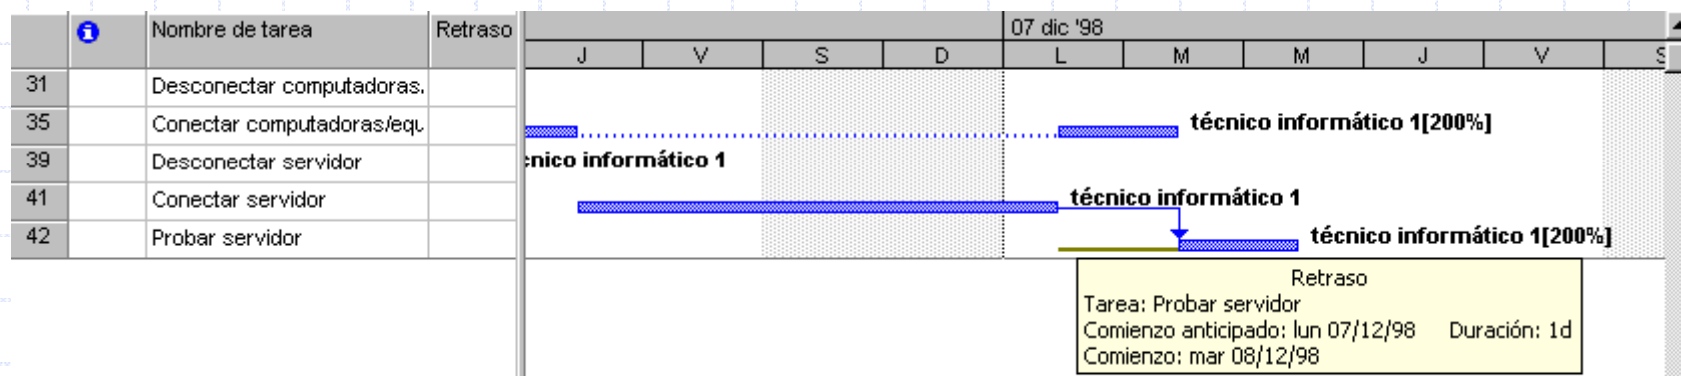 Nombre de tarea Retraso 07 dic '98
J V S D L M M J V S
31 Desconectar computadoras.
35 Conectar computadoras/equ técnico informático 1[200%]
39 Desconectar servidor nico informático 1
41 Conectar servidor técnico informático 1
42 Probar servidor técnico informático 1[200%]
Retraso
Tarea: Probar servidor
Comienzo anticipado: lun 07/12/98 Duración: 1d
Comienzo: mar 08/12/98